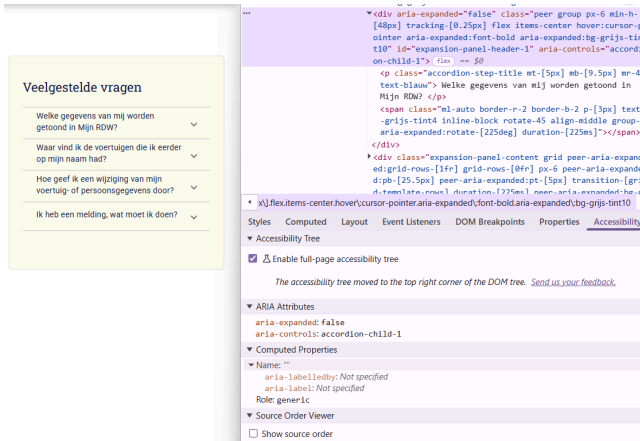 Veelgestelde vragen
Welke gegevens van mij worden
getoond in Mijn RDW?
Waar vind ik de voertuigen die ik eerder
op mijn naam had?
Hoe geef ik een wijziging van mijn
voertuig- of persoonsgegevens door?
Ik heb een melding, wat moet ik doen?
... <div aria-expanded="false" class="peer group px-6 min-h-
[48px] tracking-[0.25px] flex items-center hover:cursor-p
ointer aria-expanded:font-bold aria-expanded:bg-grijs-tin
t10" id="expansion-panel-header-1" aria-controls="accordi
on-child-1"> flex == $0
<p class="accordion-step-title mt-[5px] mb-[9.5px] mr-4
text-blauw"> Welke gegevens van mij worden getoond in
Mijn RDW? </p>
<span class="ml-auto border-r-2 border-b-2 p-[3px] text
-grijs-tint4 inline-block rotate-45 align-middle group-
aria-expanded:rotate-[225deg] duration-[225ms]"></span>
</div>
<div class="expansion-panel-content grid peer-aria-expand
ed:grid-rows-[1fr] grid-rows-[0fr] px-6 peer-aria-expande
d:pb-[25.5px] peer-aria-expanded:pt-[5px] transition-[gri
d-template-rows] duration-[225ms] peer-aria-expanded:bg-g
x\].flex.items-center.hover\:cursor-pointer.aria-expanded\:font-bold.aria-expanded\:bg-grijs-tint10
Styles Computed Layout Event Listeners DOM Breakpoints Properties Accessibility
Accessibility Tree
Enable full-page accessibility tree
The accessibility tree moved to the top right corner of the DOM tree. Send us your feedback.
ARIA Attributes
aria-expanded: false
aria-controls: accordion-child-1
Computed Properties
Name: ""
aria-labelledby: Not specified
aria-label: Not specified
Role: generic
Source Order Viewer
Show source order